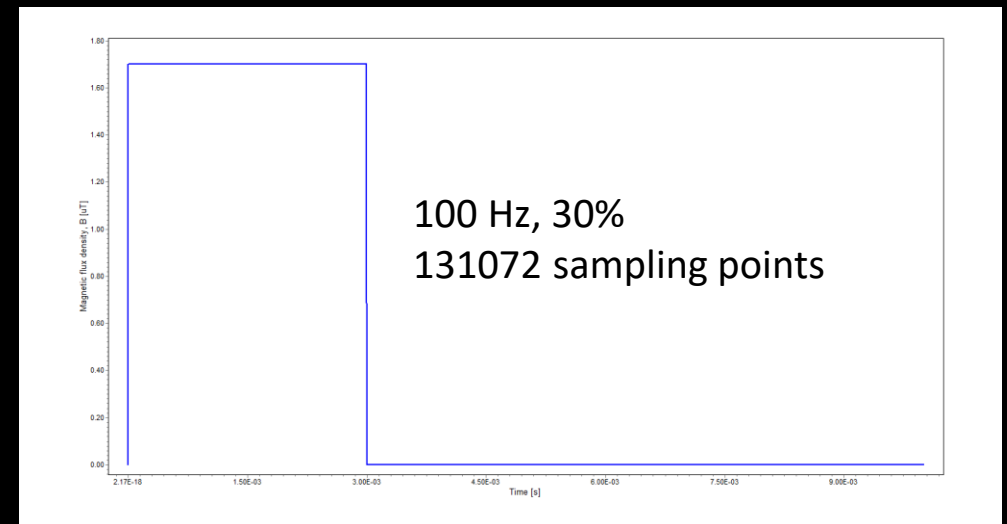 1.80
1.60
1.40
1.20
1.00
0.80
0.60
0.40
0.20
0.00
Magnetic flux density, B [uT]
100 Hz, 30%
131072 sampling points
2.17E-18 1.50E-03 3.00E-03 4.50E-03 6.00E-03 7.50E-03 9.00E-03
Time [s]